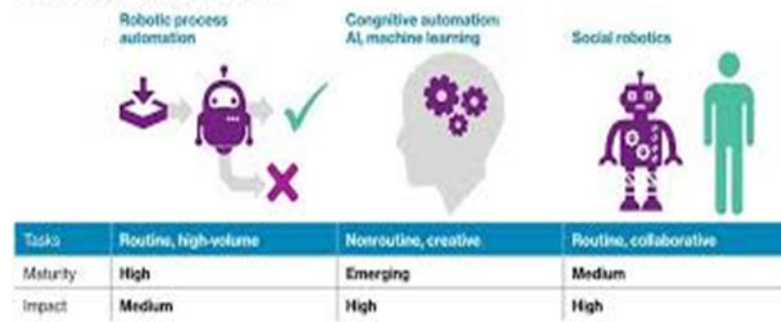 Robotic process
automation
Congnitive automation:
AI, machine learning
Social robotics
Tasks Routine, high-volume Nonroutine, creative Routine, collaborative
Maturity High Emerging Medium
Impact Medium High High